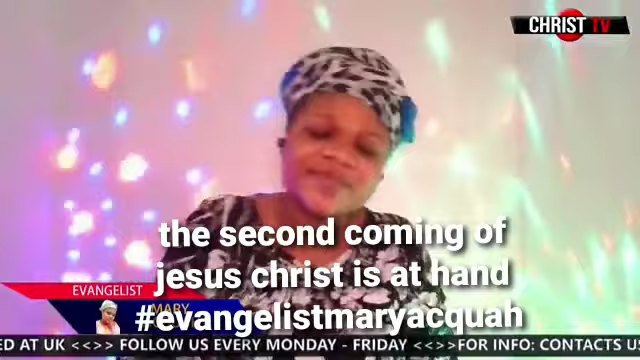 CHRIST TV
the second coming of
jesus christ is at hand
EVANGELIST
MARY
#evangelistmaryacquah
ED AT UK <<>> FOLLOW US EVERY MONDAY - FRIDAY <<>>FOR INFO: CONTACTS U